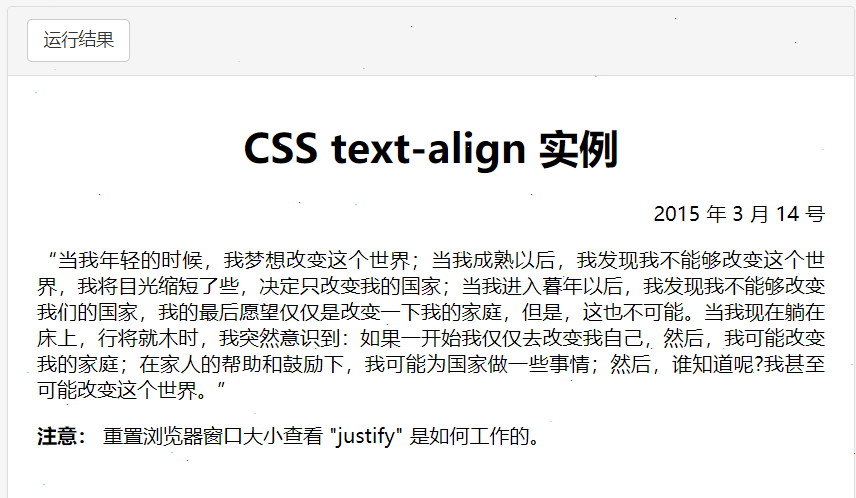 运行结果
CSS text-align 实例
2015 年 3 月 14 号
“当我年轻的时候，我梦想改变这个世界；当我成熟以后，我发现我不能够改变这个世
界，我将目光缩短了些，决定只改变我的国家；当我进入暮年以后，我发现我不能够改变
我们的国家，我的最后愿望仅仅是改变一下我的家庭，但是，这也不可能。当我现在躺在
床上，行将就木时，我突然意识到：如果一开始我仅仅去改变我自己，然后，我可能改变
我的家庭；在家人的帮助和鼓励下，我可能为国家做一些事情；然后，谁知道呢?我甚至
可能改变这个世界。”
注意： 重置浏览器窗口大小查看 "justify" 是如何工作的。